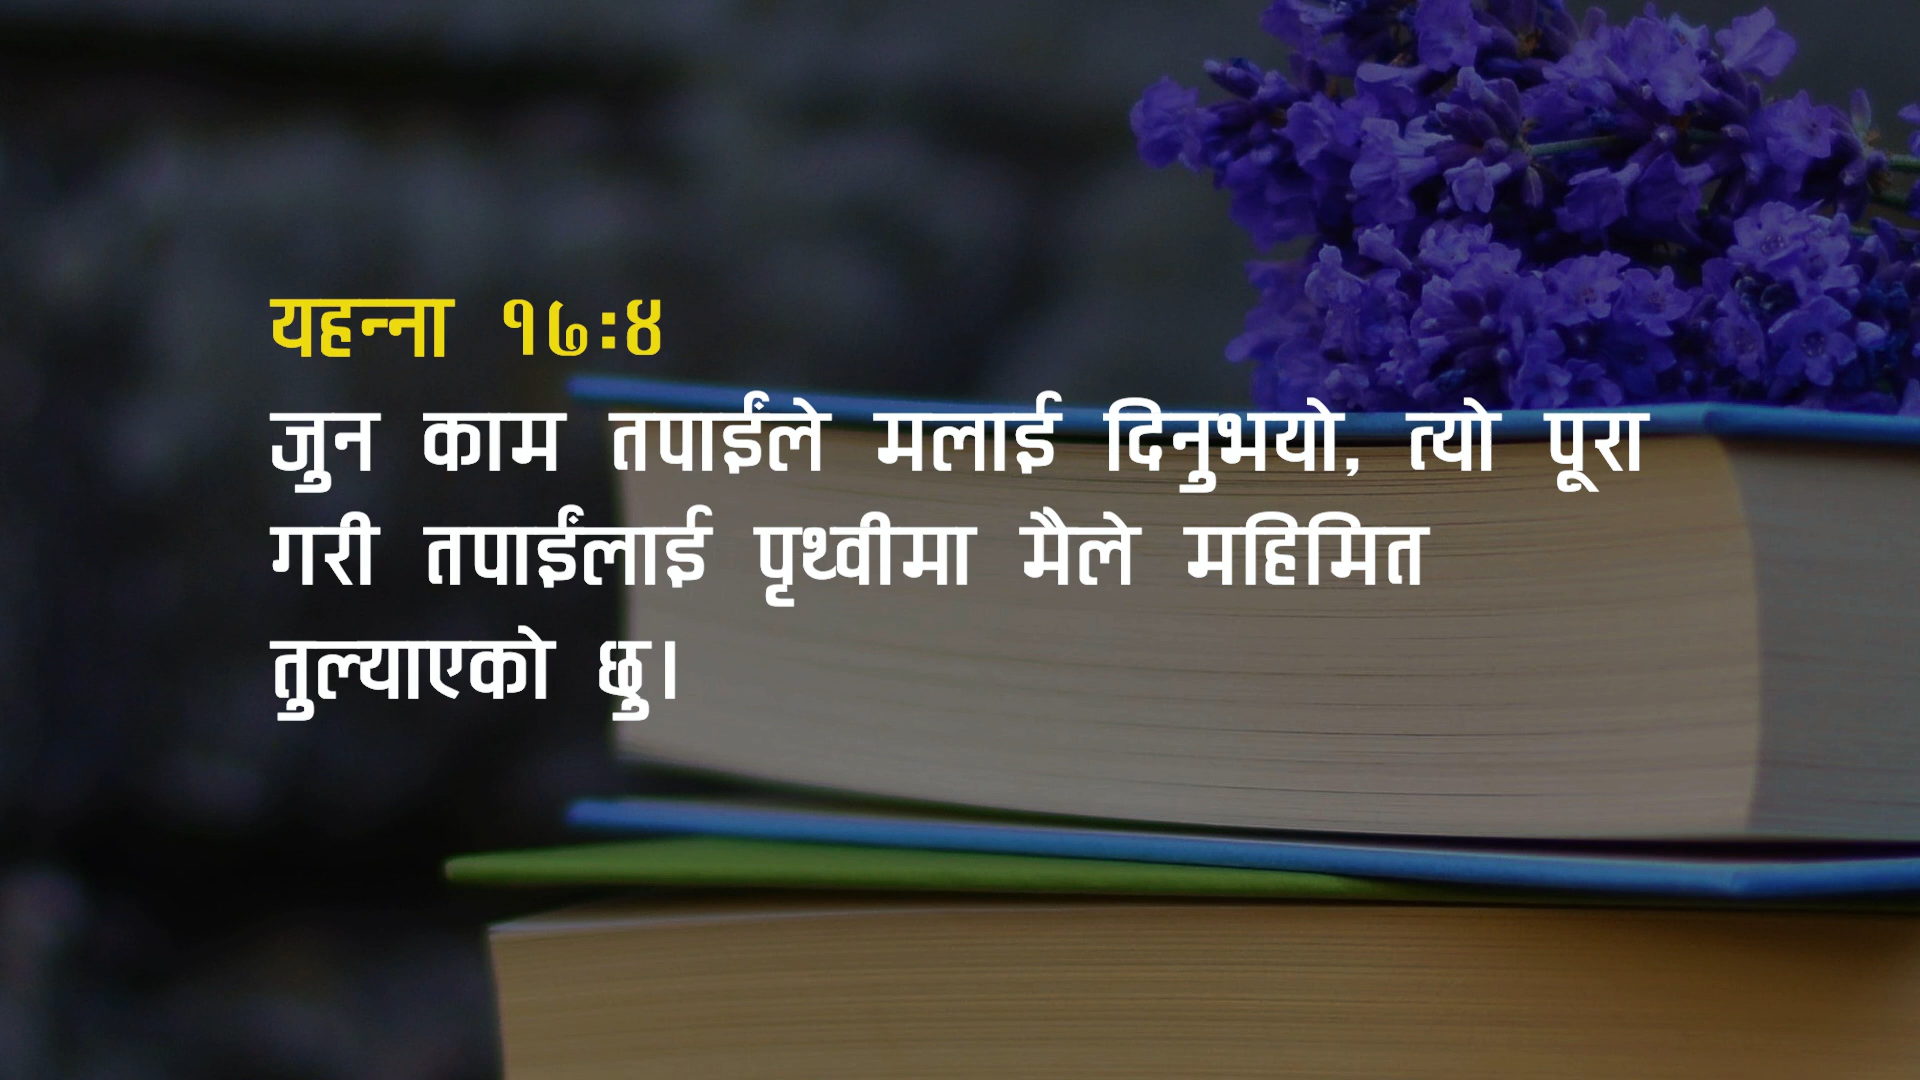 यहन्ना १७:४
जुन काम तपाईंले मलाई दिनुभयो, त्यो पूरा
गरी तपाईंलाई पृथ्वीमा मैले महिमित
तुल्याएको छु।